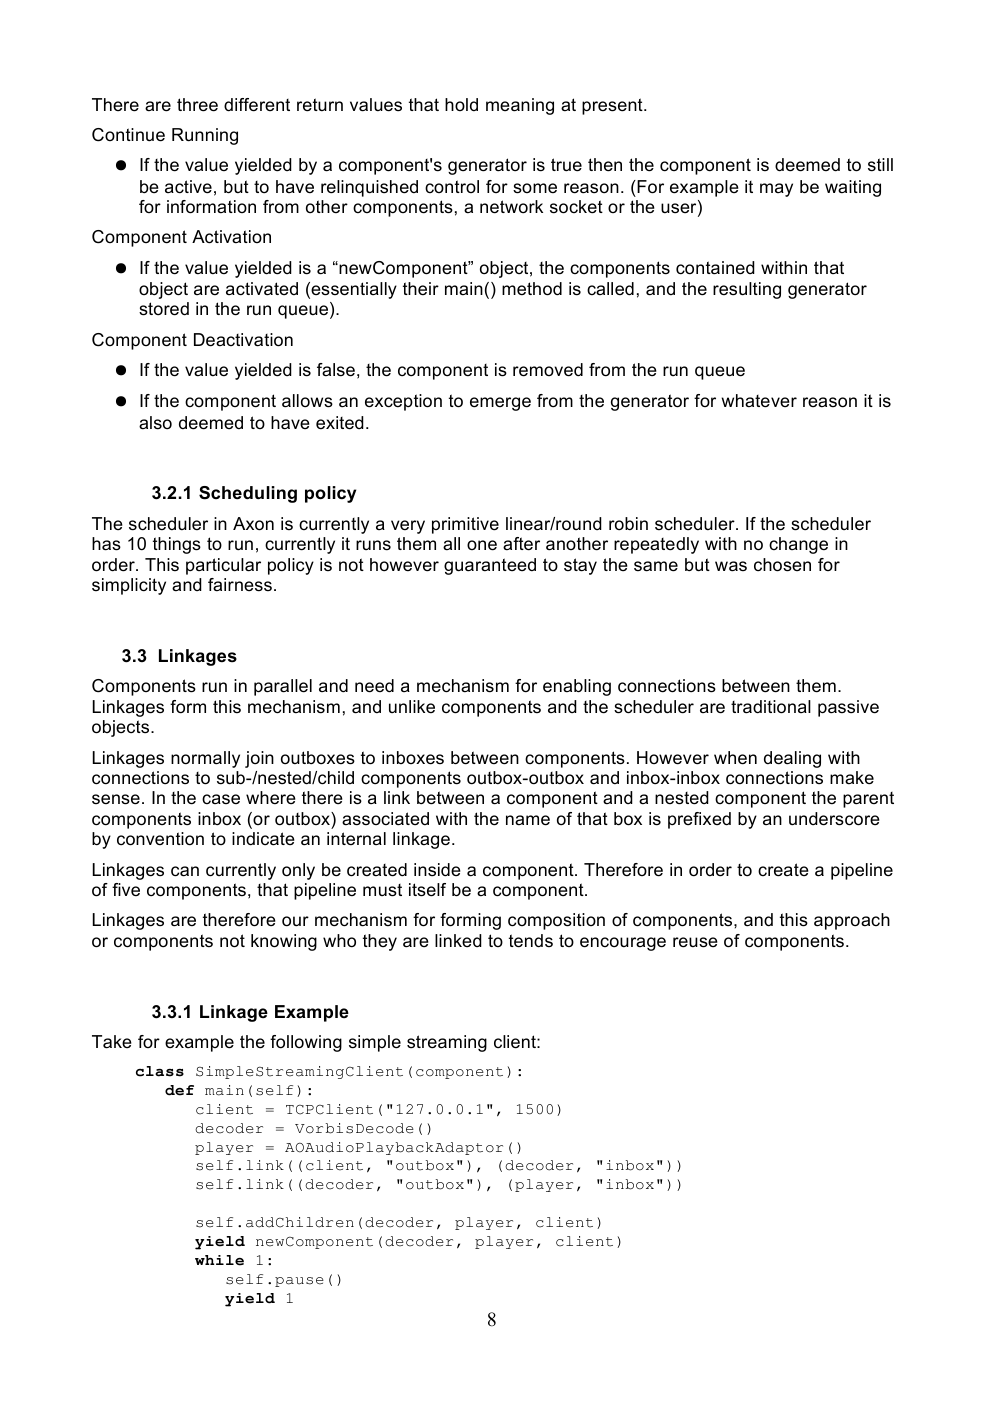 There are three different return values that hold meaning at present.
Continue Running
● If the value yielded by a component's generator is true then the component is deemed to still
be active, but to have relinquished control for some reason. (For example it may be waiting
for information from other components, a network socket or the user)
Component Activation
● If the value yielded is a “newComponent” object, the components contained within that
object are activated (essentially their main() method is called, and the resulting generator
stored in the run queue).
Component Deactivation
● If the value yielded is false, the component is removed from the run queue
● If the component allows an exception to emerge from the generator for whatever reason it is
also deemed to have exited.
3.2.1 Scheduling policy
The scheduler in Axon is currently a very primitive linear/round robin scheduler. If the scheduler
has 10 things to run, currently it runs them all one after another repeatedly with no change in
order. This particular policy is not however guaranteed to stay the same but was chosen for
simplicity and fairness.
3.3 Linkages
Components run in parallel and need a mechanism for enabling connections between them.
Linkages form this mechanism, and unlike components and the scheduler are traditional passive
objects.
Linkages normally join outboxes to inboxes between components. However when dealing with
connections to sub-/nested/child components outbox-outbox and inbox-inbox connections make
sense. In the case where there is a link between a component and a nested component the parent
components inbox (or outbox) associated with the name of that box is prefixed by an underscore
by convention to indicate an internal linkage.
Linkages can currently only be created inside a component. Therefore in order to create a pipeline
of five components, that pipeline must itself be a component.
Linkages are therefore our mechanism for forming composition of components, and this approach
or components not knowing who they are linked to tends to encourage reuse of components.
3.3.1 Linkage Example
Take for example the following simple streaming client:
class SimpleStreamingClient(component):
def main(self):
client = TCPClient("127.0.0.1", 1500)
decoder = VorbisDecode()
player = AOAudioPlaybackAdaptor()
self.link((client, "outbox"), (decoder, "inbox"))
self.link((decoder, "outbox"), (player, "inbox"))
self.addChildren(decoder, player, client)
yield newComponent(decoder, player, client)
while 1:
self.pause()
yield 1
8